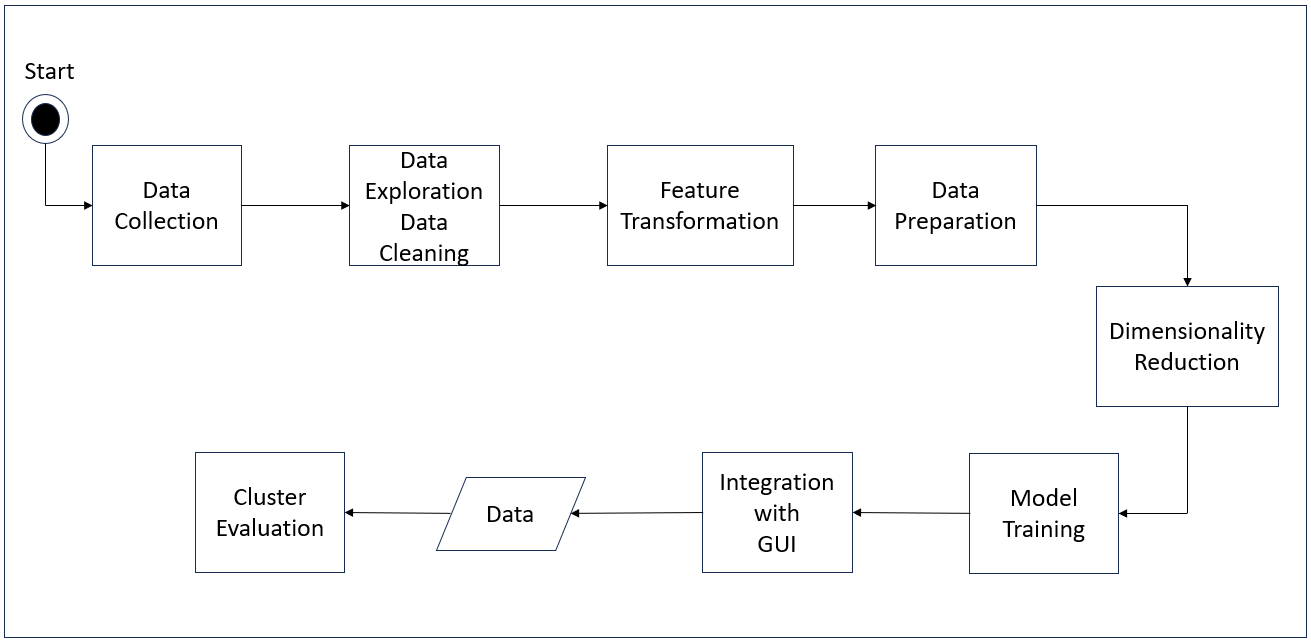 Start
Data
Collection
Data
Exploration
Data
Cleaning
Feature
Transformation
Data
Preparation
Dimensionality
Reduction
Model
Training
Integration
with
GUI
Data
Cluster
Evaluation